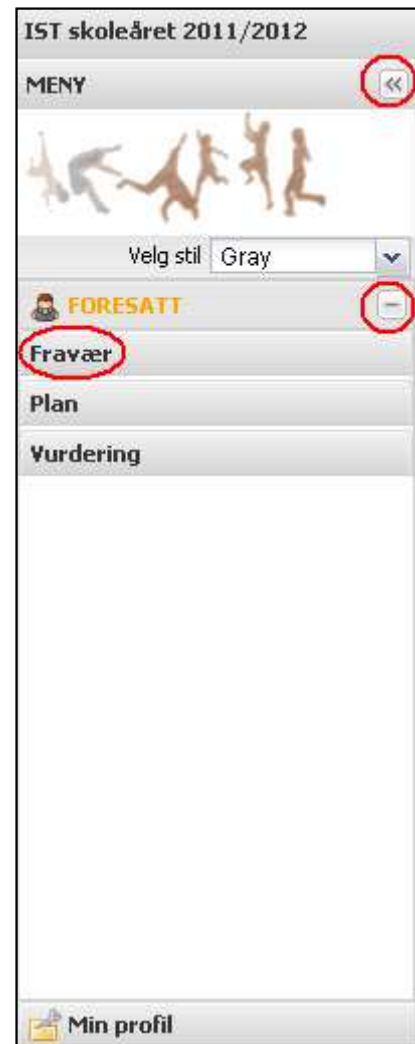 IST skoleåret 2011/2012
MENY
Velg stil Gray
FORESATT
Fravær
Plan
Vurdering
Min profil